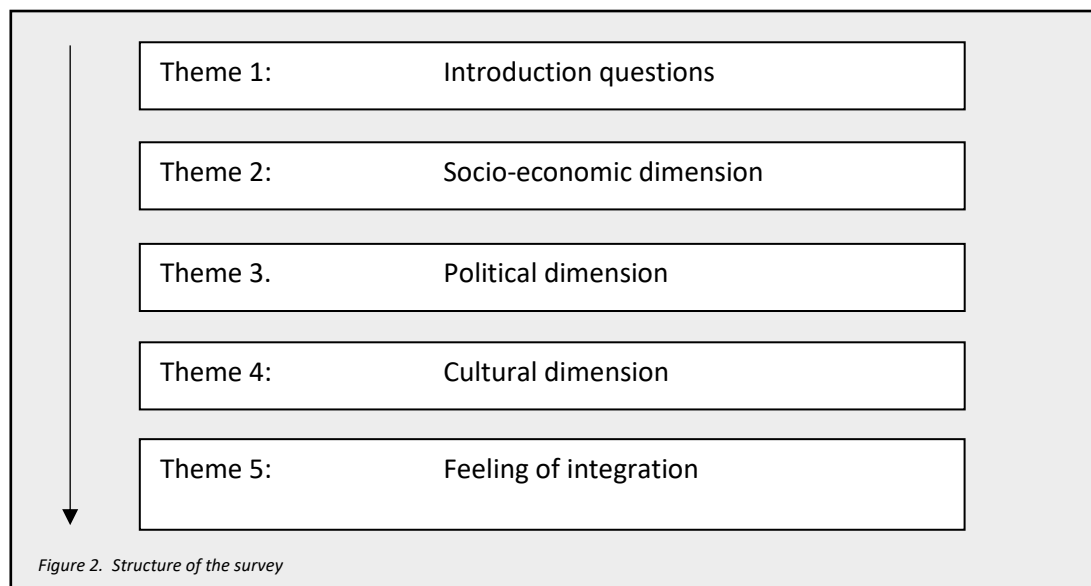 Theme 1: Introduction questions
Theme 2: Socio-economic dimension
Theme 3. Political dimension
Theme 4: Cultural dimension
Theme 5: Feeling of integration
Figure 2. Structure of the survey